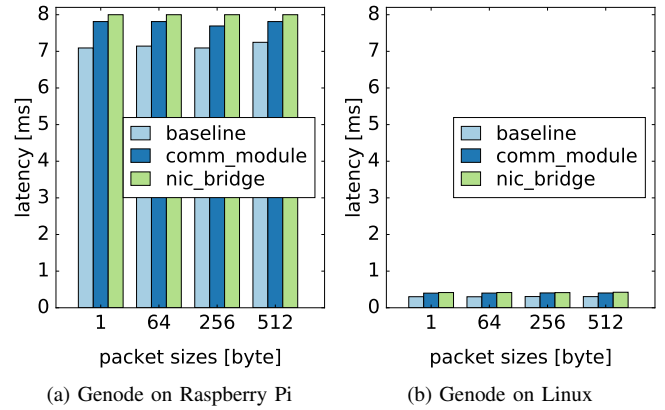 8
7
6
5
4
3
2
1
0
latency [ms]
baseline
comm_module
nic_bridge
1 64 256 512
packet sizes [byte]
(a) Genode on Raspberry Pi
8
7
6
5
4
3
2
1
0
latency [ms]
baseline
comm_module
nic_bridge
1 64 256 512
packet sizes [byte]
(b) Genode on Linux